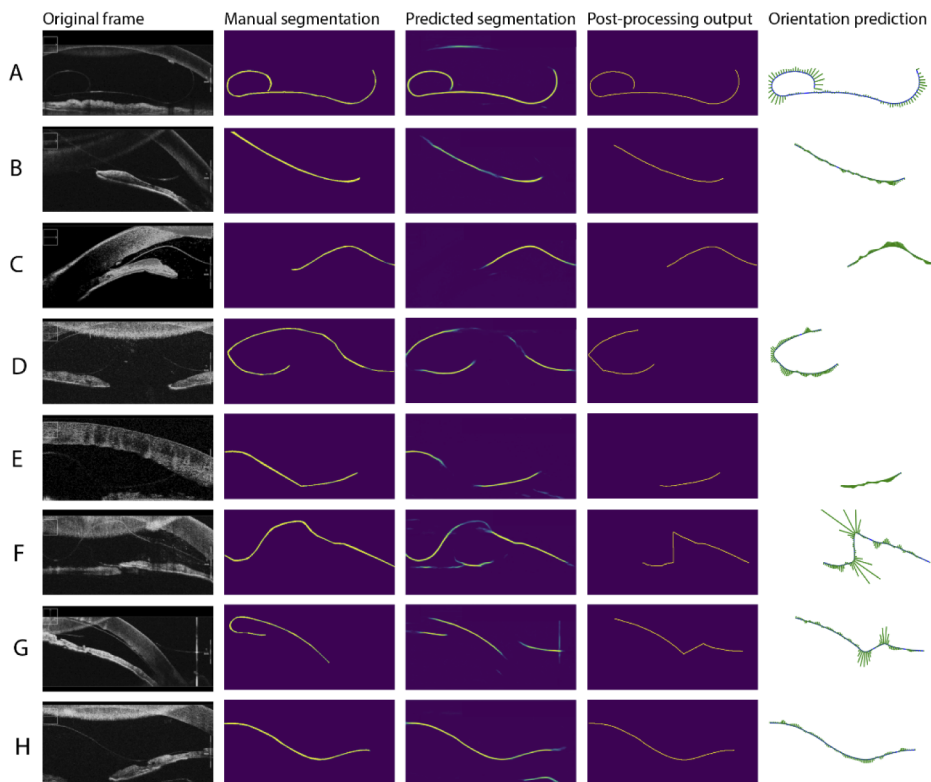 Original frame Manual segmentation Predicted segmentation Post-processing output Orientation prediction
A
B
C
D
E
F
G
H